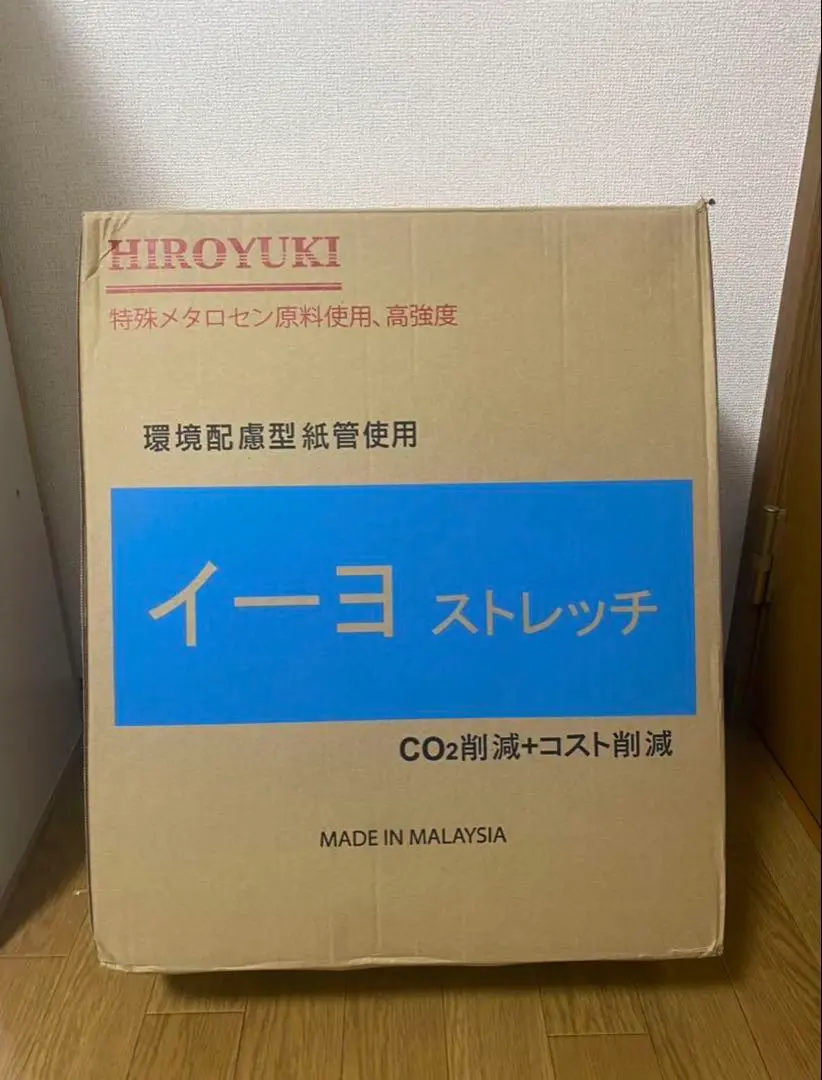 HIROYUKI
特殊メタロセン原料使用、高強度
環境配慮型紙管使用
イーヨ ストレッチ
CO2削減+コスト削減
MADE IN MALAYSIA